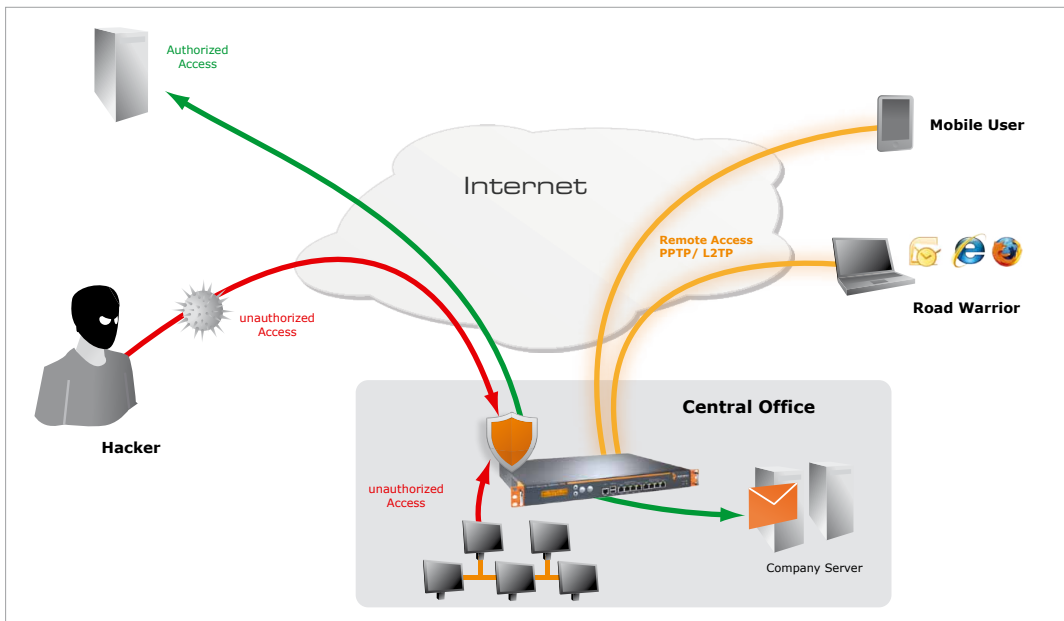 Authorized
Access
Mobile User
Internet
Remote Access
PPTP/ L2TP
Road Warrior
unauthorized
Access
Hacker
Central Office
unauthorized
Access
Company Server